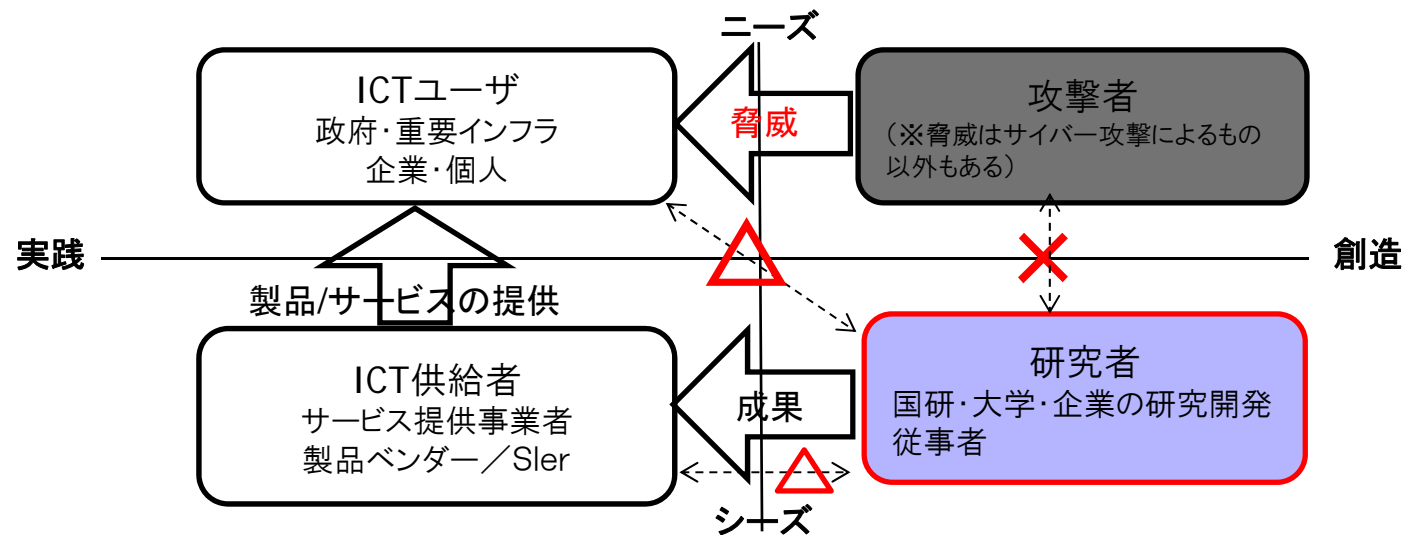 ニーズ
ICTユーザ
政府･重要インフラ
企業･個人
脅威
攻撃者
（※脅威はサイバー攻撃によるもの
以外もある）
実践
創造
製品/サービスの提供
ICT供給者
サービス提供事業者
製品ベンダー／SIer
成果
研究者
国研･大学･企業の研究開発
従事者
シーズ